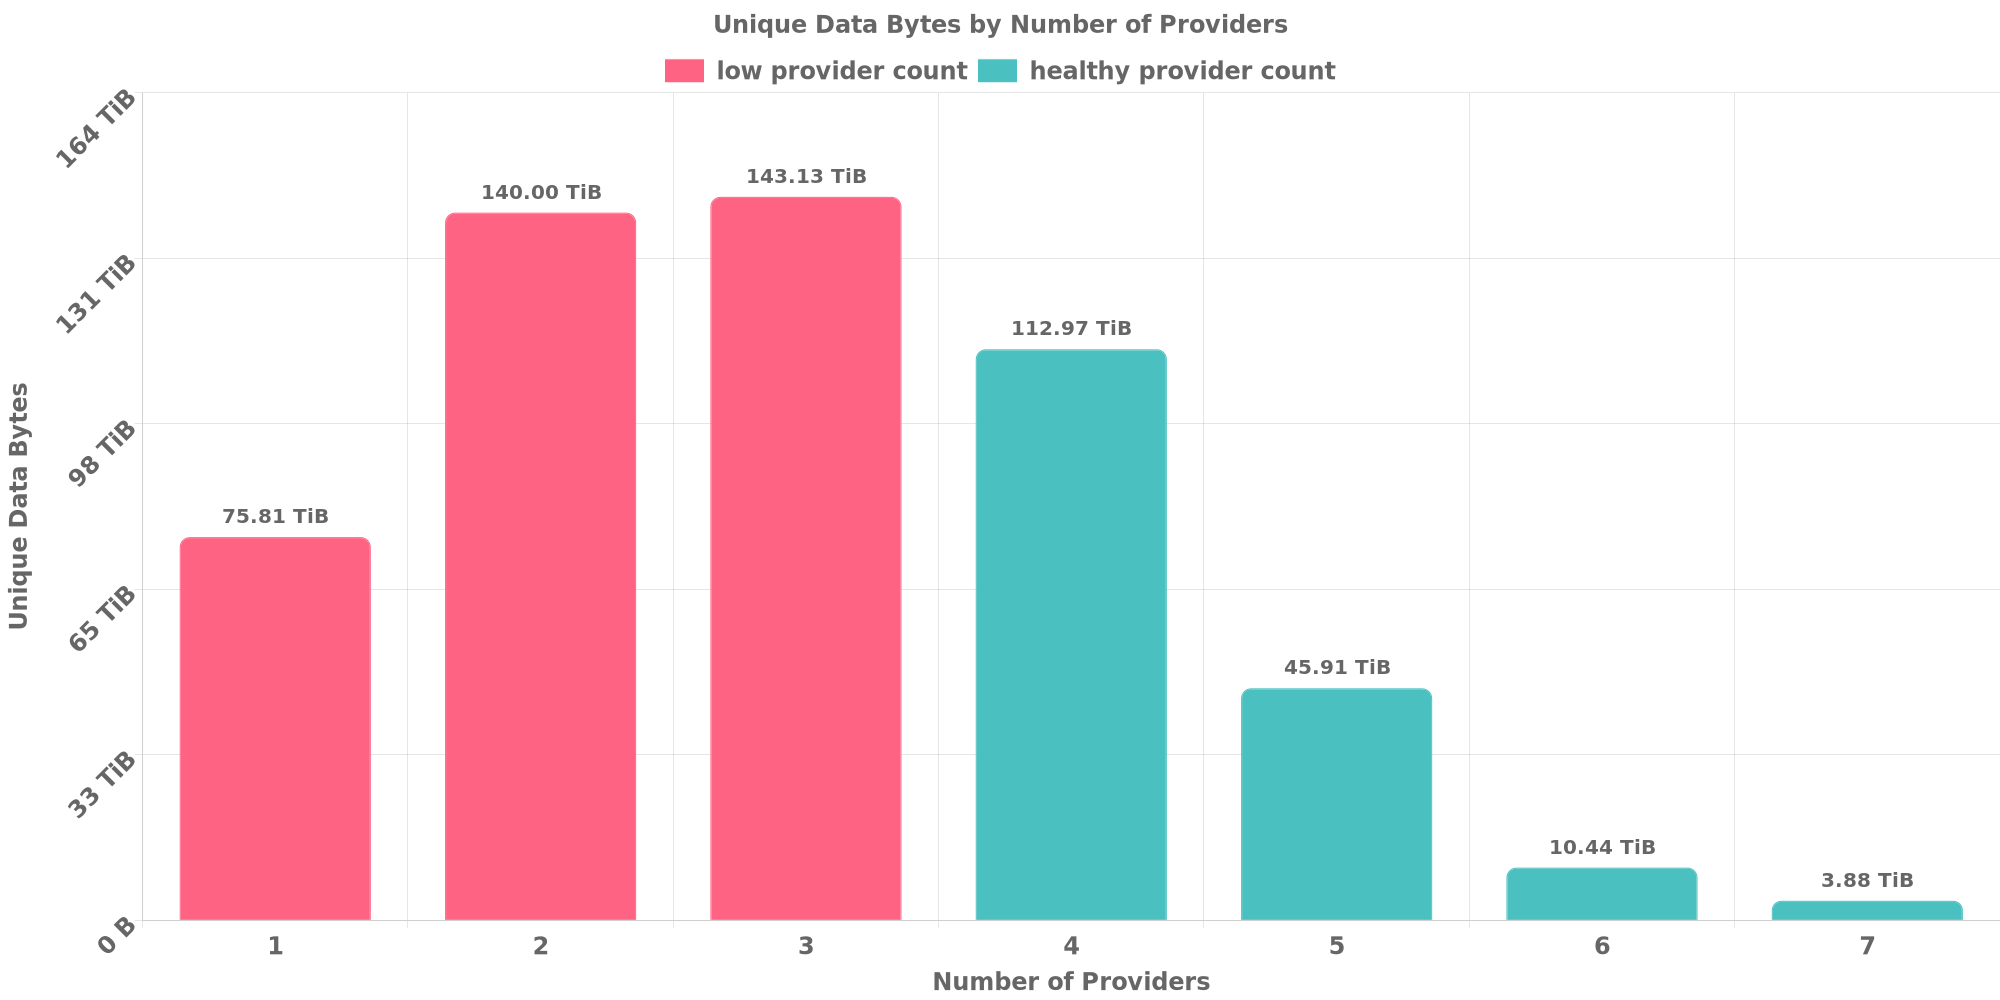 Unique Data Bytes by Number of Providers
low provider count healthy provider count
164 TiB
131 TiB
98 TiB
65 TiB
33 TiB
0 B
Unique Data Bytes
75.81 TiB
140.00 TiB
143.13 TiB
112.97 TiB
45.91 TiB
10.44 TiB
3.88 TiB
1 2 3 4 5 6 7
Number of Providers